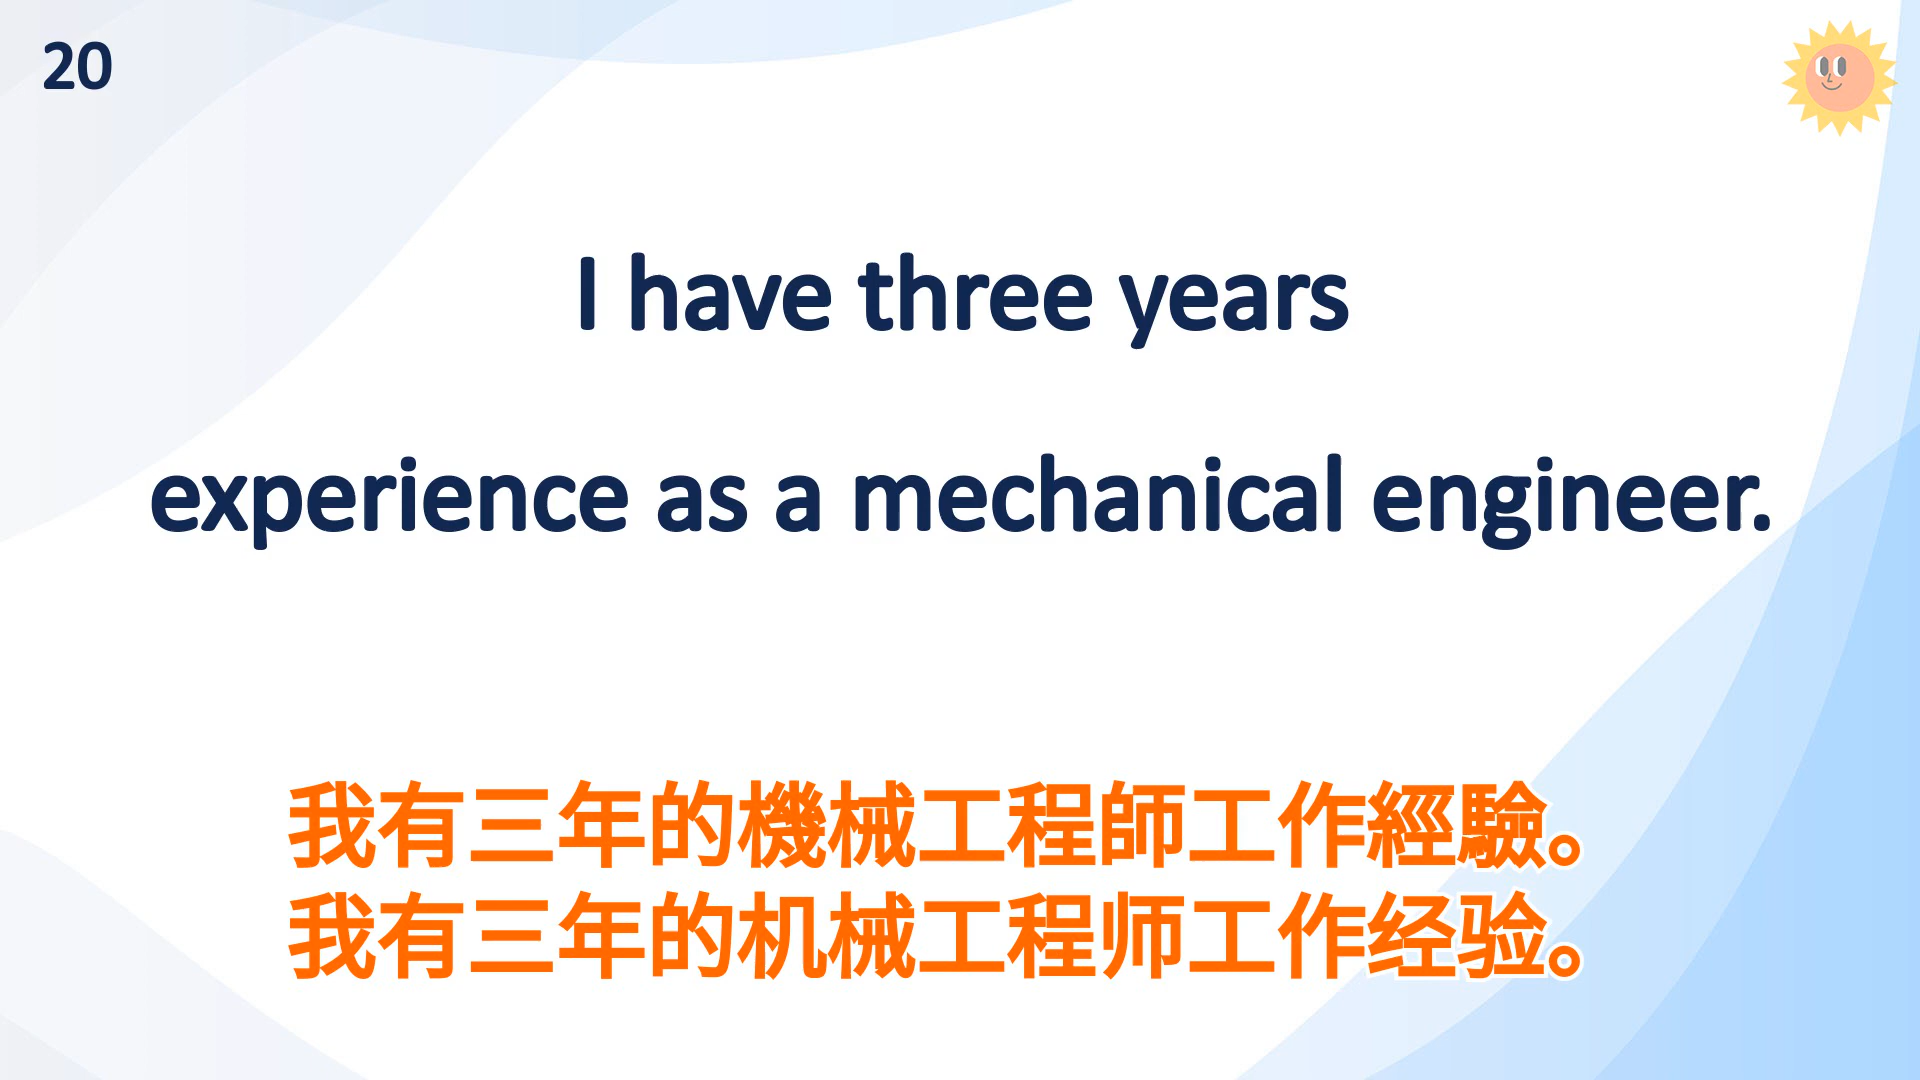 20
I have three years
experience as a mechanical engineer.
我有三年的機械工程師工作經驗。
我有三年的机械工程师工作经验。